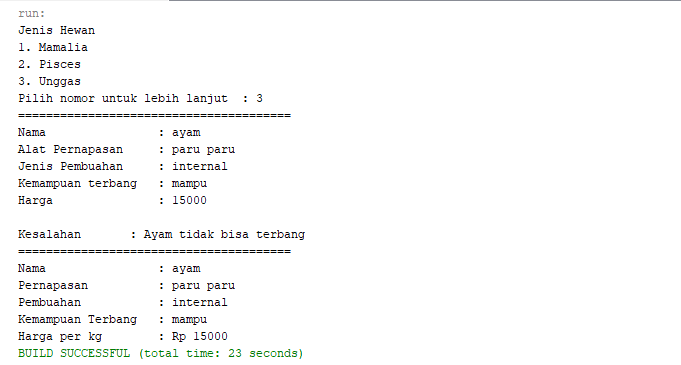 run:
Jenis Hewan
1. Mamalia
2. Pisces
3. Unggas
Pilih nomor untuk lebih lanjut  : 3
=======================================
Nama                : ayam
Alat Pernapasan     : paru paru
Jenis Pembuahan     : internal
Kemampuan terbang   : mampu
Harga               : 15000

Kesalahan       : Ayam tidak bisa terbang
=======================================
Nama                : ayam
Pernapasan          : paru paru
Pembuahan           : internal
Kemampuan Terbang   : mampu
Harga per kg        : Rp 15000
BUILD SUCCESSFUL (total time: 23 seconds)